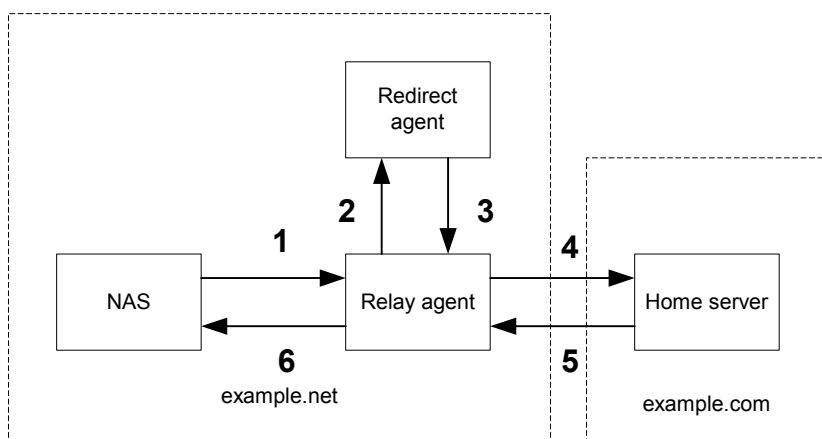 Redirect
agent
2
3
1
4
NAS
Relay agent
Home server
6
5
example.net
example.com